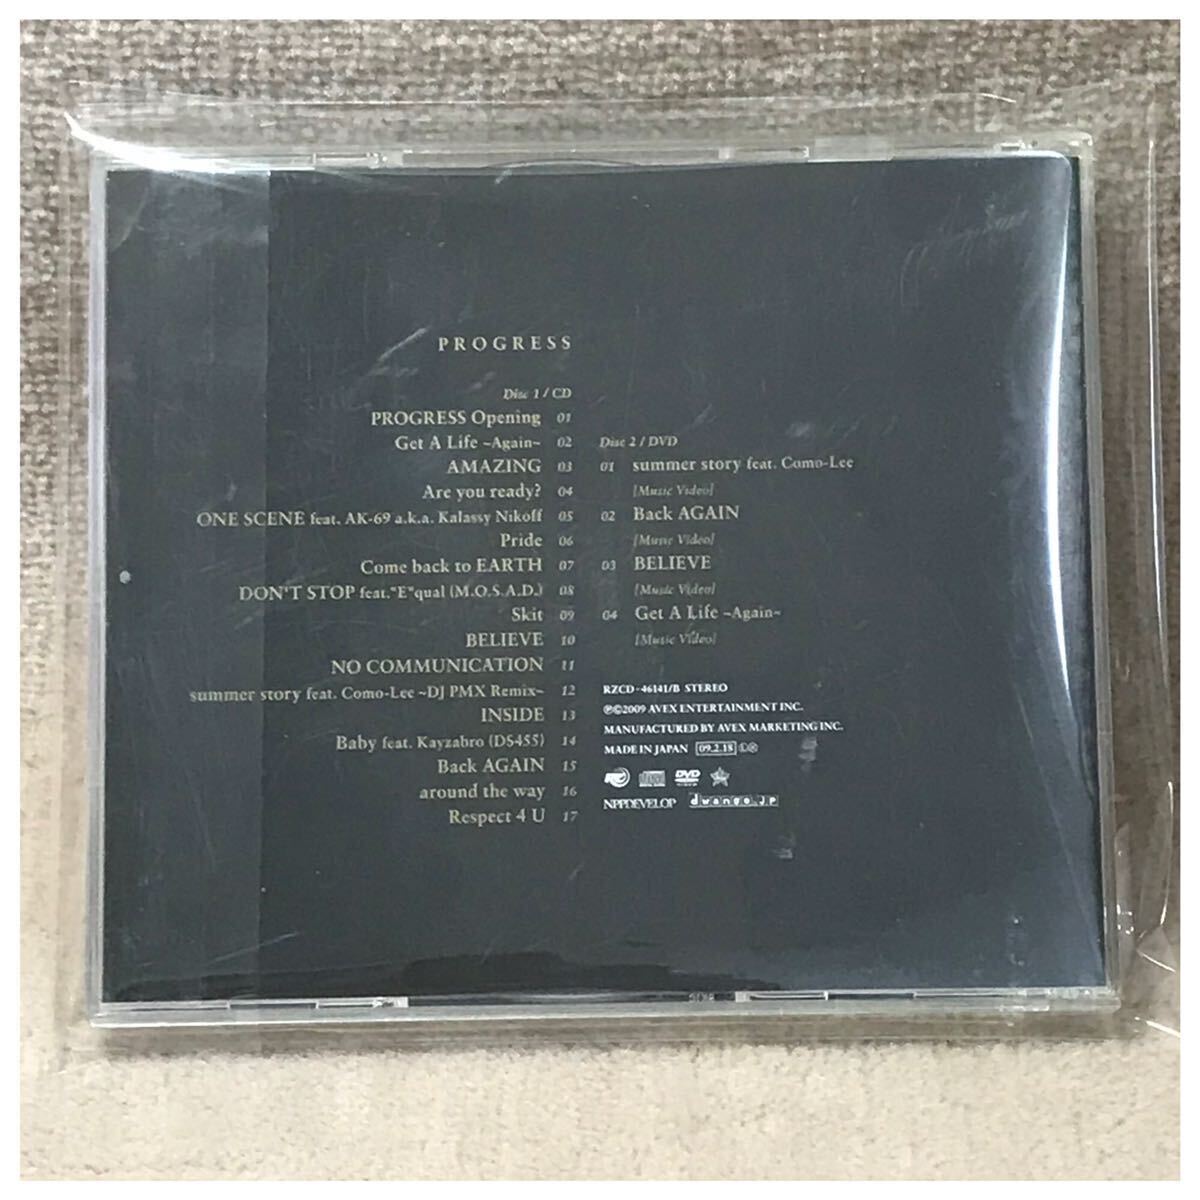 PROGRESS
Disc 1 / CD
PROGRESS Opening 01
Get A Life ~Again~ 02
AMAZING 03
Are you ready? 04
ONE SCENE feat. AK-69 a.k.a. Kalassy Nikoff 05
Pride 06
Come back to EARTH 07
DON'T STOP feat."E"qual (M.O.S.A.D.) 08
Skit 09
BELIEVE 10
NO COMMUNICATION 11
summer story feat. Como-Lee ~DJ PMX Remix~ 12
INSIDE 13
Baby feat. Kayzabro (DS455) 14
Back AGAIN 15
around the way 16
Respect 4 U 17
Disc 2 / DVD
01 summer story feat. Como-Lee
[Music Video]
02 Back AGAIN
[Music Video]
03 BELIEVE
[Music Video]
04 Get A Life ~Again~
[Music Video]
RZCD-46141/B STEREO
℗©2009 AVEX ENTERTAINMENT INC.
MANUFACTURED BY AVEX MARKETING INC.
MADE IN JAPAN 09.2.18 Ⓛ®
DVD
NPPDEVELOP dwango.jp